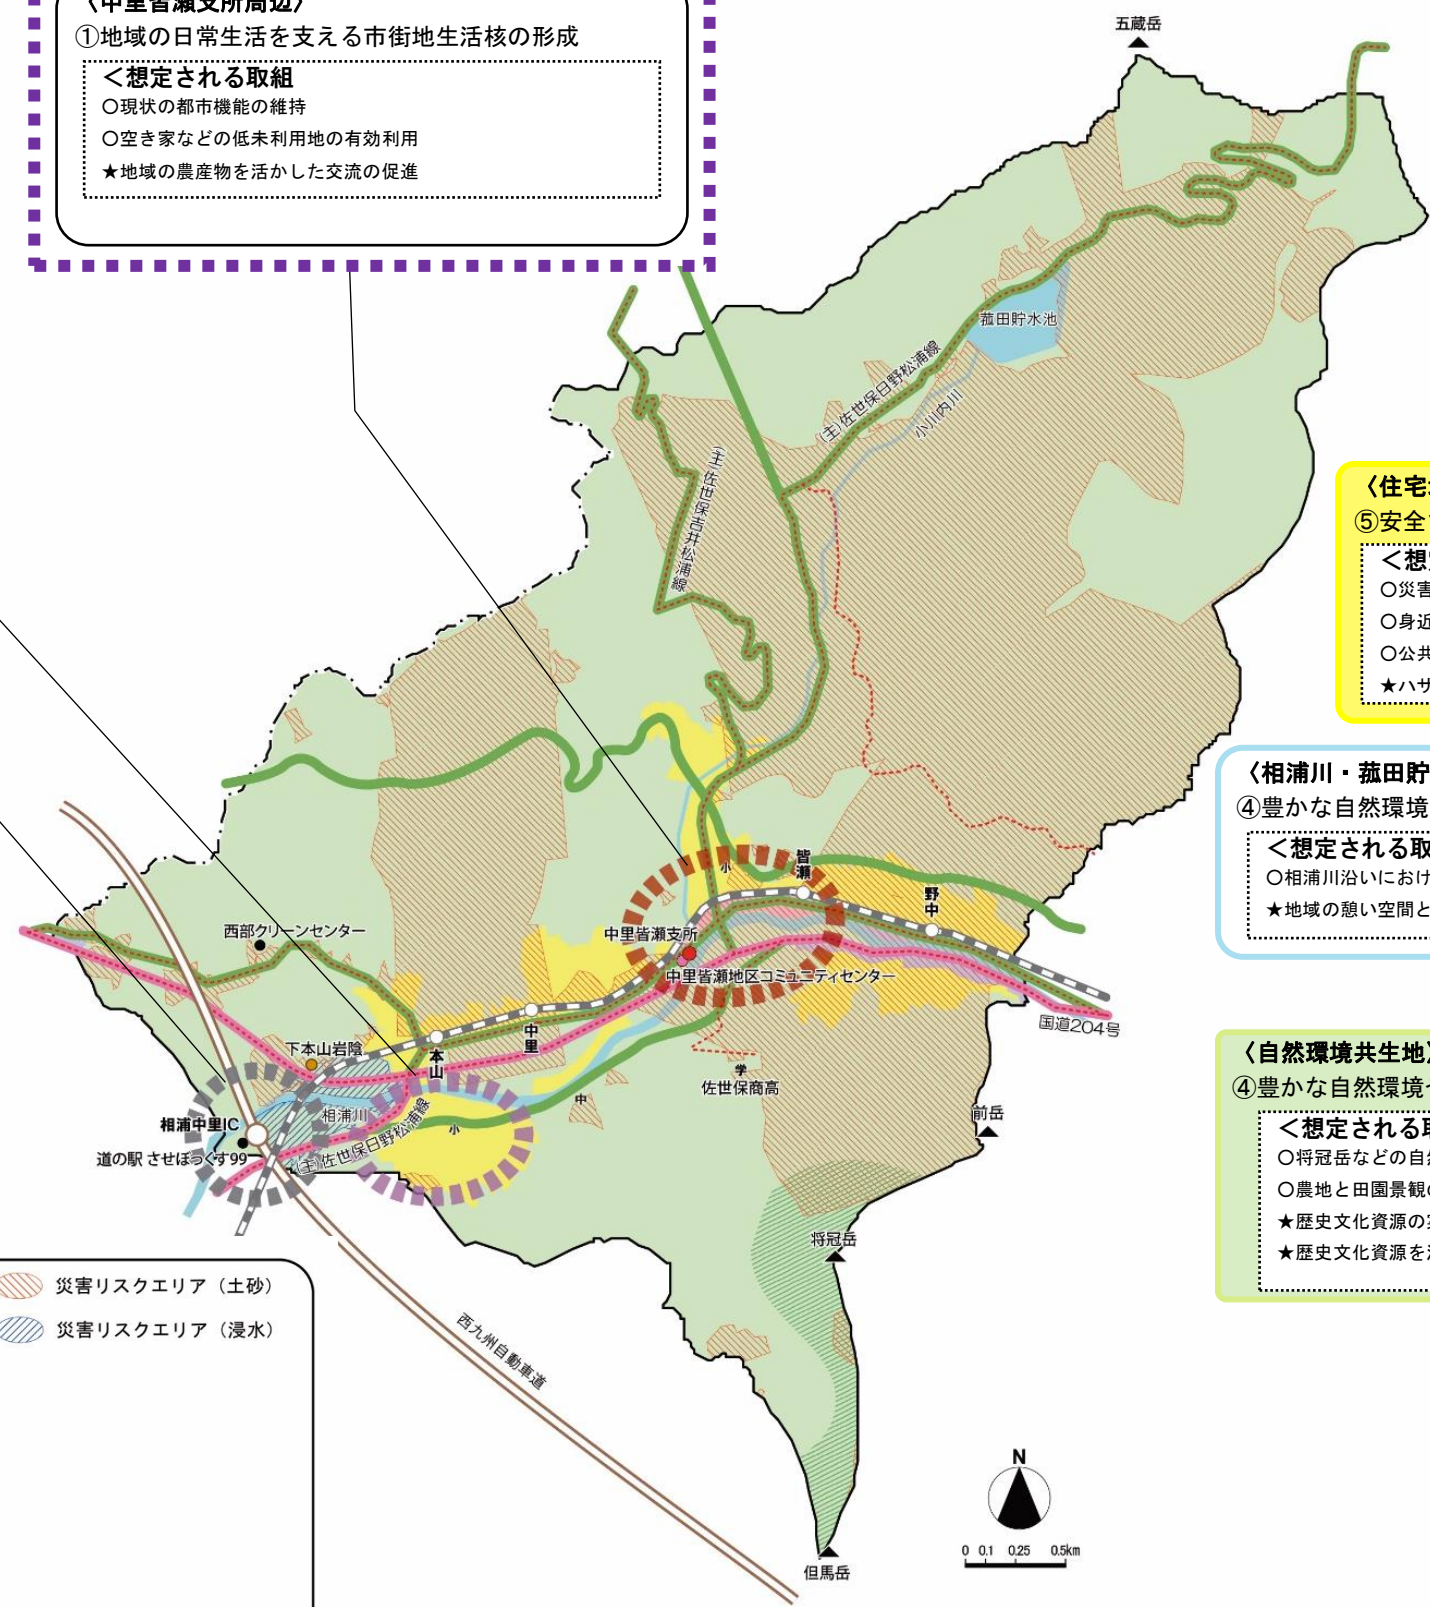 〈中里皆瀬支所周辺〉
①地域の日常生活を支える市街地生活核の形成
＜想定される取組
○現状の都市機能の維持
○空き家などの低未利用地の有効利用
★地域の農産物を活かした交流の促進
五蔵岳
菰田貯水池
(主)佐世保日野松浦線
小川内川
(主)佐世保吉井松浦線
〈住宅
⑤安全
＜想
○災害
○身近
○公共
★ハザ
〈相浦川・菰田貯
④豊かな自然環境
＜想定される取
○相浦川沿いにおけ
★地域の憩い空間と
小
皆瀬
野中
西部クリーンセンター
中里皆瀬支所
中里皆瀬地区コミュニティセンター
国道204号
中里
本山
下本山岩陰
学
佐世保商高
相浦川
中
小
(主)佐世保日野松浦線
相浦中里IC
道の駅 させぼっくす99
前岳
〈自然環境共生地〉
④豊かな自然環境
＜想定される取
○将冠岳などの自然
○農地と田園景観の
★歴史文化資源の
★歴史文化資源を
将冠岳
災害リスクエリア（土砂）
災害リスクエリア（浸水）
西九州自動車道
N
0 0.1 0.25 0.5km
但馬岳